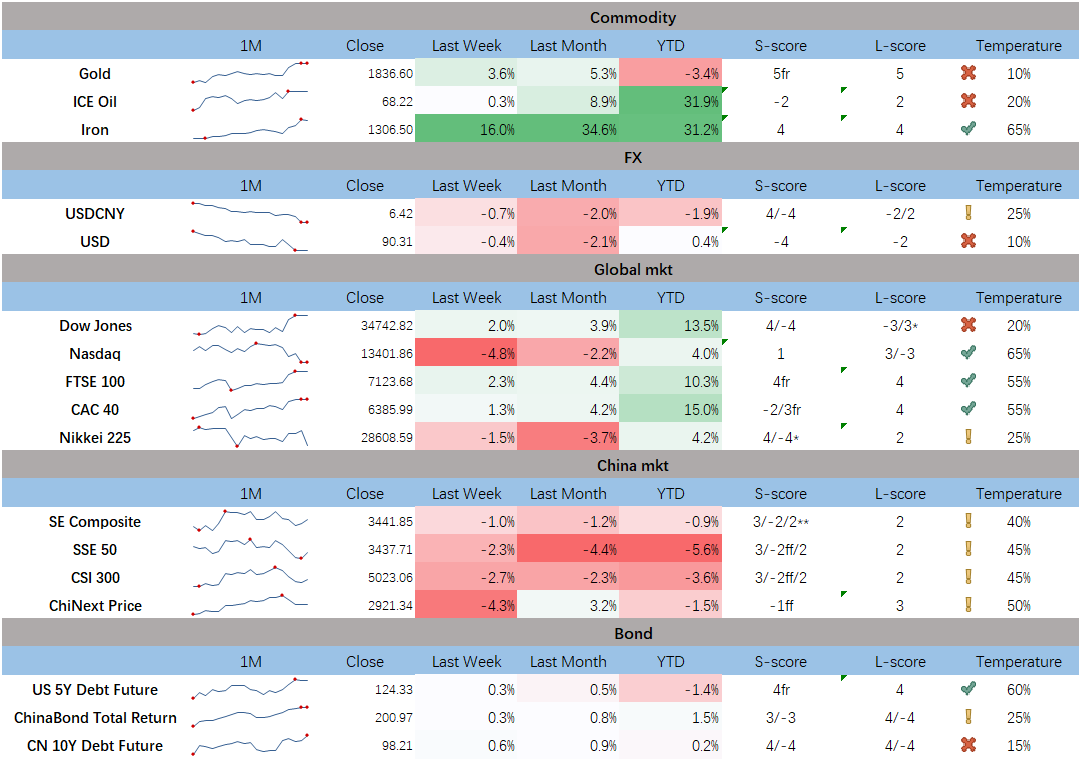 Commodity
1M Close Last Week Last Month YTD S-score L-score Temperature
Gold 1836.60 3.6% 5.3% -3.4% 5fr 5 10%
ICE Oil 68.22 0.3% 8.9% 31.9% -2 2 20%
Iron 1306.50 16.0% 34.6% 31.2% 4 4 65%
FX
1M Close Last Week Last Month YTD S-score L-score Temperature
USDCNY 6.42 -0.7% -2.0% -1.9% 4/-4 -2/2 25%
USD 90.31 -0.4% -2.1% 0.4% -4 -2 10%
Global mkt
1M Close Last Week Last Month YTD S-score L-score Temperature
Dow Jones 34742.82 2.0% 3.9% 13.5% 4/-4 -3/3* 20%
Nasdaq 13401.86 -4.8% -2.2% 4.0% 1 3/-3 65%
FTSE 100 7123.68 2.3% 4.4% 10.3% 4fr 4 55%
CAC 40 6385.99 1.3% 4.2% 15.0% -2/3fr 4 55%
Nikkei 225 28608.59 -1.5% -3.7% 4.2% 4/-4* 2 25%
China mkt
1M Close Last Week Last Month YTD S-score L-score Temperature
SE Composite 3441.85 -1.0% -1.2% -0.9% 3/-2/2** 2 40%
SSE 50 3437.71 -2.3% -4.4% -5.6% 3/-2ff/2 2 45%
CSI 300 5023.06 -2.7% -2.3% -3.6% 3/-2ff/2 2 45%
ChiNext Price 2921.34 -4.3% 3.2% -1.5% -1ff 3 50%
Bond
1M Close Last Week Last Month YTD S-score L-score Temperature
US 5Y Debt Future 124.33 0.3% 0.5% -1.4% 4fr 4 60%
ChinaBond Total Return 200.97 0.3% 0.8% 1.5% 3/-3 4/-4 25%
CN 10Y Debt Future 98.21 0.6% 0.9% 0.2% 4/-4 4/-4 15%